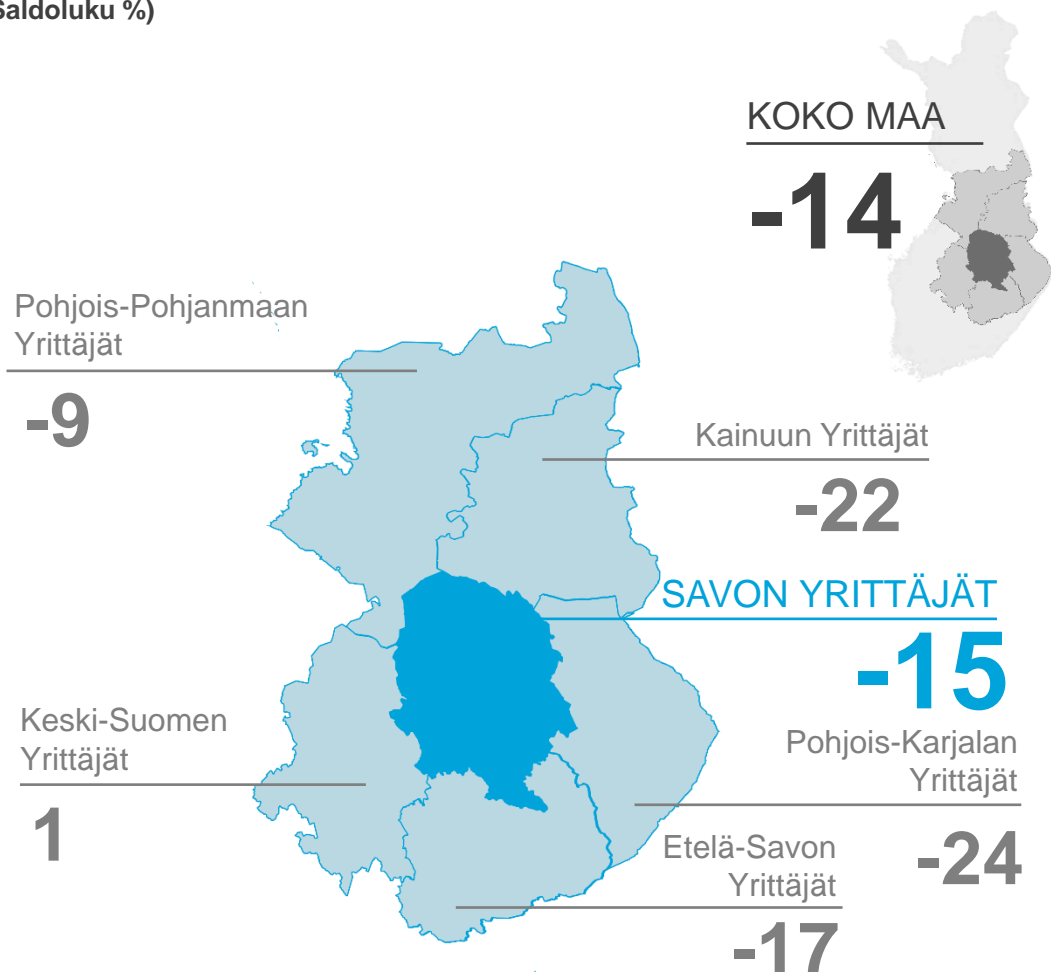 Saldoluku %)
KOKO MAA
-14
Pohjois-Pohjanmaan
Yrittäjät
-9
Kainuun Yrittäjät
-22
SAVON YRITTÄJÄT
-15
Keski-Suomen
Yrittäjät
1
Pohjois-Karjalan
Yrittäjät
-24
Etelä-Savon
Yrittäjät
-17